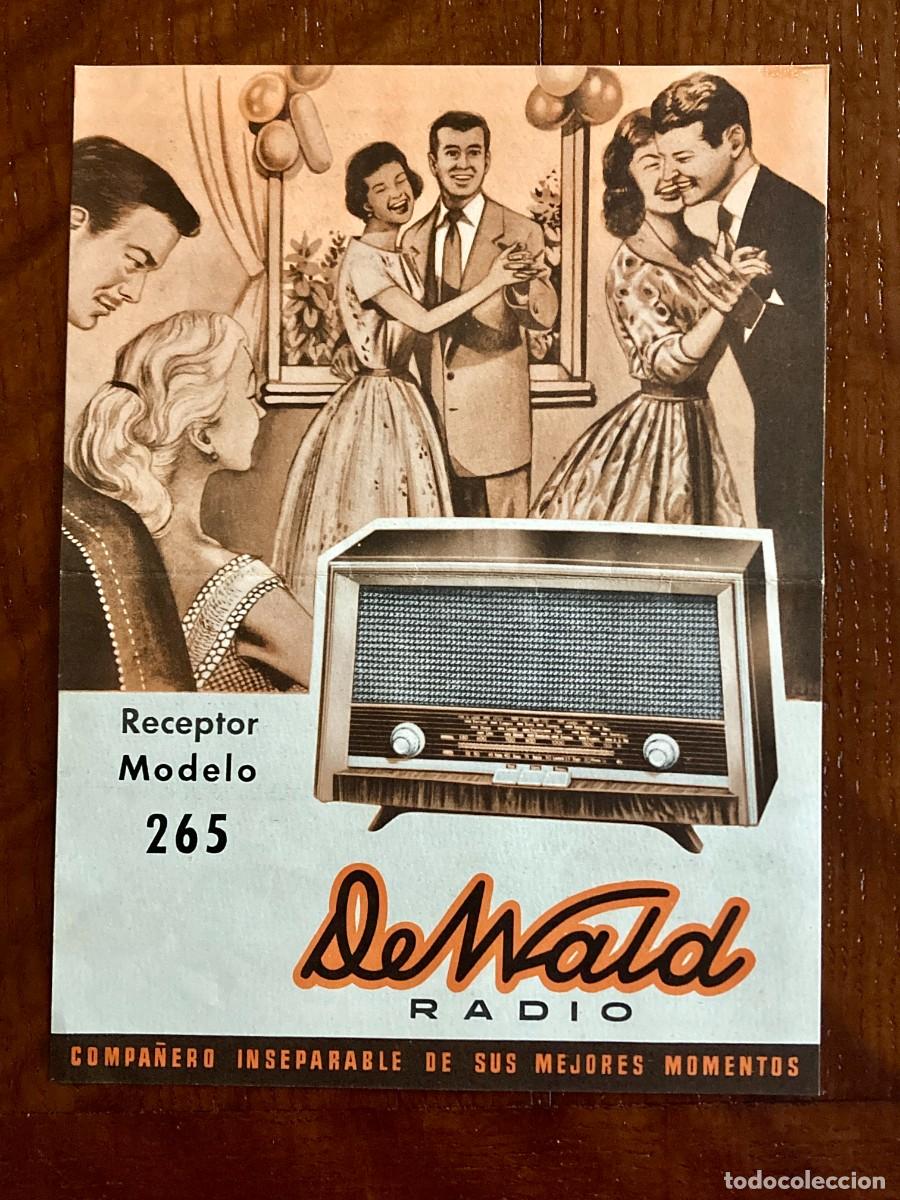 Receptor
Modelo
265
DeWald
RADIO
COMPAÑERO INSEPARABLE DE SUS MEJORES MOMENTOS
todocoleccion